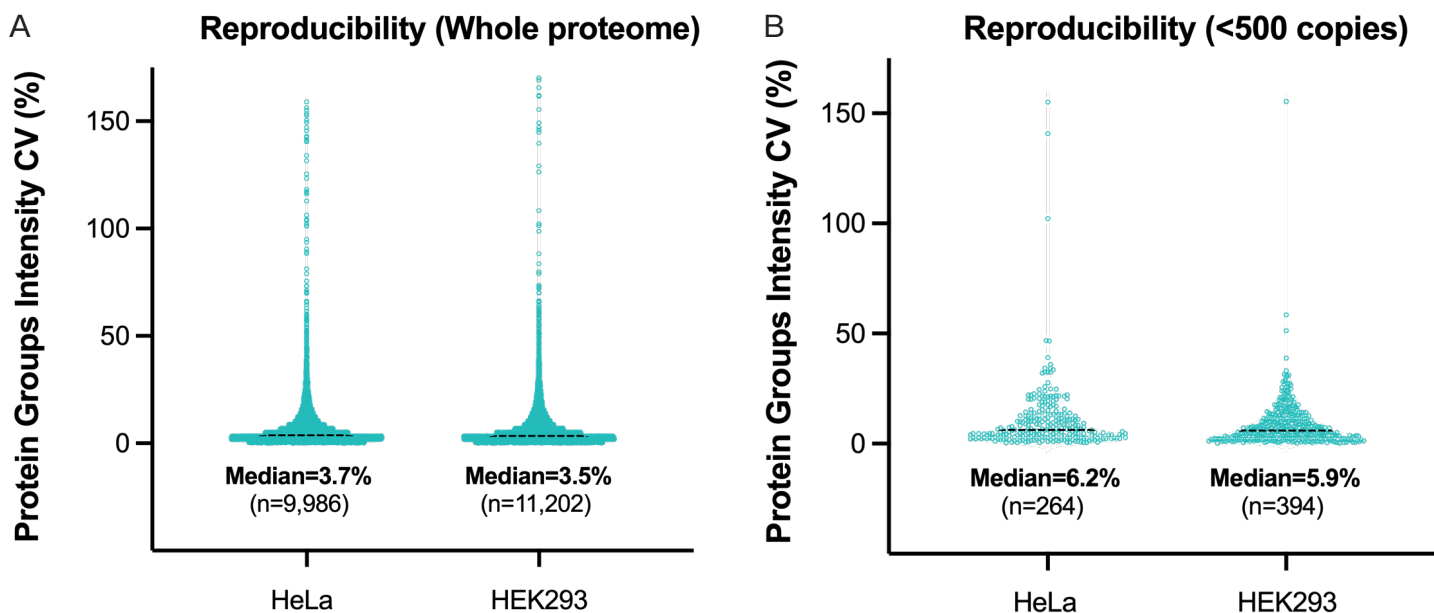 A
Reproducibility (Whole proteome)
Protein Groups Intensity CV (%)
150
100
50
0
Median=3.7%
(n=9,986)
Median=3.5%
(n=11,202)
HeLa
HEK293
B
Reproducibility (<500 copies)
Protein Groups Intensity CV (%)
150
100
50
0
Median=6.2%
(n=264)
Median=5.9%
(n=394)
HeLa
HEK293